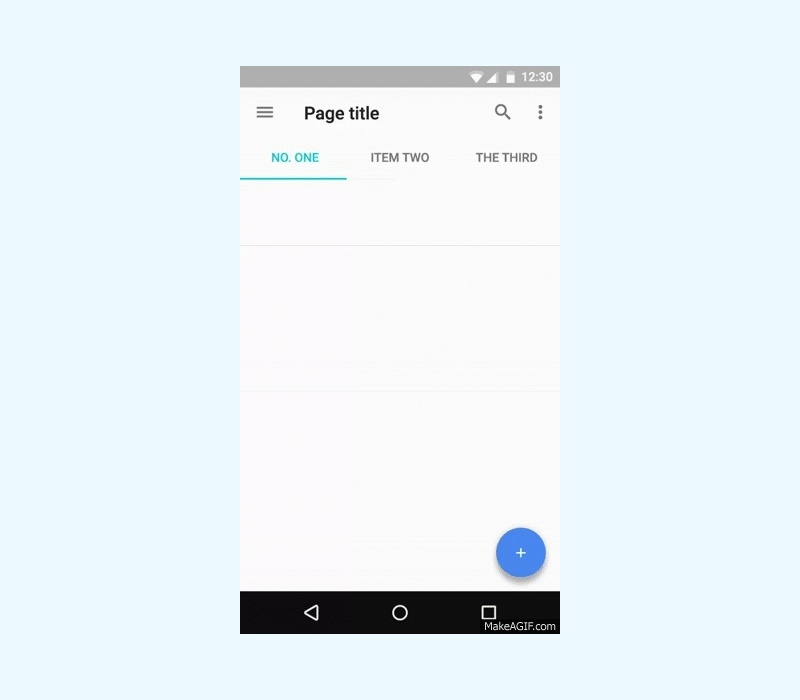 12:30
Page title
NO. ONE ITEM TWO THE THIRD
+
MakeAGIF.com